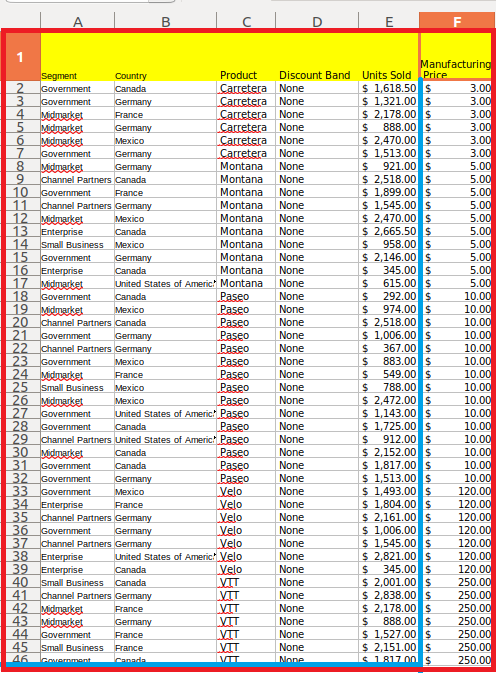 A B C D E F
1 Segment Country Product Discount Band Units Sold Manufacturing Price
2 Government Canada Carretera None $ 1,618.50 $ 3.00
3 Government Germany Carretera None $ 1,321.00 $ 3.00
4 Midmarket France Carretera None $ 2,178.00 $ 3.00
5 Midmarket Germany Carretera None $ 888.00 $ 3.00
6 Midmarket Mexico Carretera None $ 2,470.00 $ 3.00
7 Government Germany Carretera None $ 1,513.00 $ 3.00
8 Midmarket Germany Montana None $ 921.00 $ 5.00
9 Channel Partners Canada Montana None $ 2,518.00 $ 5.00
10 Government France Montana None $ 1,899.00 $ 5.00
11 Channel Partners Germany Montana None $ 1,545.00 $ 5.00
12 Midmarket Mexico Montana None $ 2,470.00 $ 5.00
13 Enterprise Canada Montana None $ 2,665.50 $ 5.00
14 Small Business Mexico Montana None $ 958.00 $ 5.00
15 Government Germany Montana None $ 2,146.00 $ 5.00
16 Enterprise Canada Montana None $ 345.00 $ 5.00
17 Midmarket United States of Americ Montana None $ 615.00 $ 5.00
18 Government Canada Paseo None $ 292.00 $ 10.00
19 Midmarket Mexico Paseo None $ 974.00 $ 10.00
20 Channel Partners Canada Paseo None $ 2,518.00 $ 10.00
21 Government Germany Paseo None $ 1,006.00 $ 10.00
22 Channel Partners Germany Paseo None $ 367.00 $ 10.00
23 Government Mexico Paseo None $ 883.00 $ 10.00
24 Midmarket France Paseo None $ 549.00 $ 10.00
25 Small Business Mexico Paseo None $ 788.00 $ 10.00
26 Midmarket Mexico Paseo None $ 2,472.00 $ 10.00
27 Government United States of Americ Paseo None $ 1,143.00 $ 10.00
28 Government Canada Paseo None $ 1,725.00 $ 10.00
29 Channel Partners United States of Americ Paseo None $ 912.00 $ 10.00
30 Midmarket Canada Paseo None $ 2,152.00 $ 10.00
31 Government Canada Paseo None $ 1,817.00 $ 10.00
32 Government Germany Paseo None $ 1,513.00 $ 10.00
33 Government Mexico Velo None $ 1,493.00 $ 120.00
34 Enterprise France Velo None $ 1,804.00 $ 120.00
35 Channel Partners Germany Velo None $ 2,161.00 $ 120.00
36 Government Germany Velo None $ 1,006.00 $ 120.00
37 Channel Partners Germany Velo None $ 1,545.00 $ 120.00
38 Enterprise United States of Americ Velo None $ 2,821.00 $ 120.00
39 Enterprise Canada Velo None $ 345.00 $ 120.00
40 Small Business Canada VTT None $ 2,001.00 $ 250.00
41 Channel Partners Germany VTT None $ 2,838.00 $ 250.00
42 Midmarket France VTT None $ 2,178.00 $ 250.00
43 Midmarket Germany VTT None $ 888.00 $ 250.00
44 Government France VTT None $ 1,527.00 $ 250.00
45 Small Business France VTT None $ 2,151.00 $ 250.00
46 Government Canada VTT None $ 1,817.00 $ 250.00